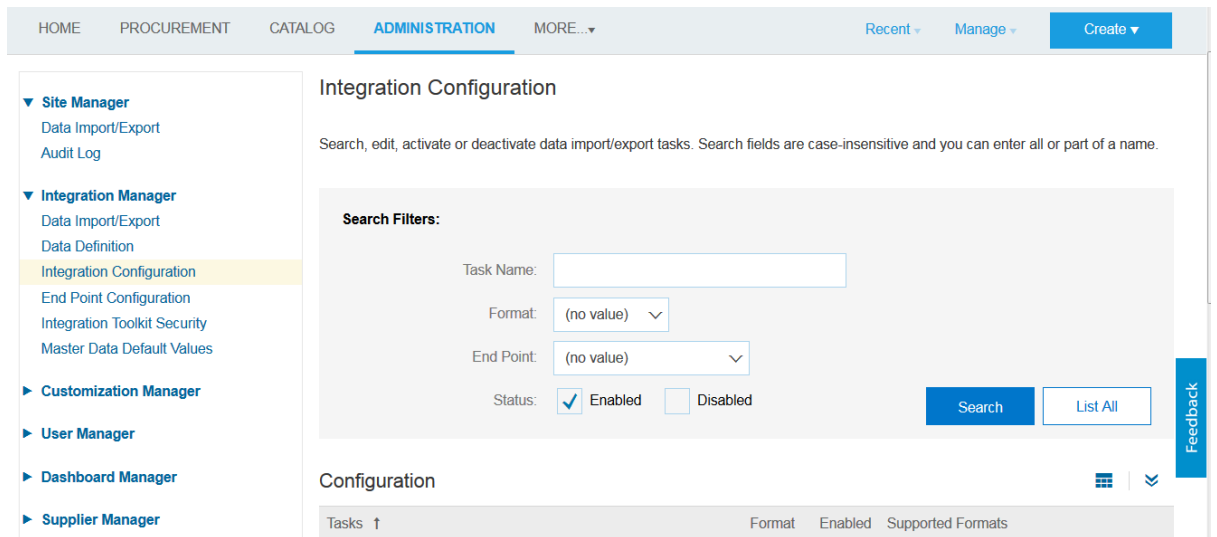 HOME PROCUREMENT CATALOG ADMINISTRATION MORE... Recent Manage Create
Site Manager
Data Import/Export
Audit Log
Integration Manager
Data Import/Export
Data Definition
Integration Configuration
End Point Configuration
Integration Toolkit Security
Master Data Default Values
Customization Manager
User Manager
Dashboard Manager
Supplier Manager
Integration Configuration
Search, edit, activate or deactivate data import/export tasks. Search fields are case-insensitive and you can enter all or part of a name.
Search Filters:
Task Name:
Format: (no value)
End Point: (no value)
Status: Enabled Disabled
Search List All
Feedback
Configuration
Tasks ↑ Format Enabled Supported Formats